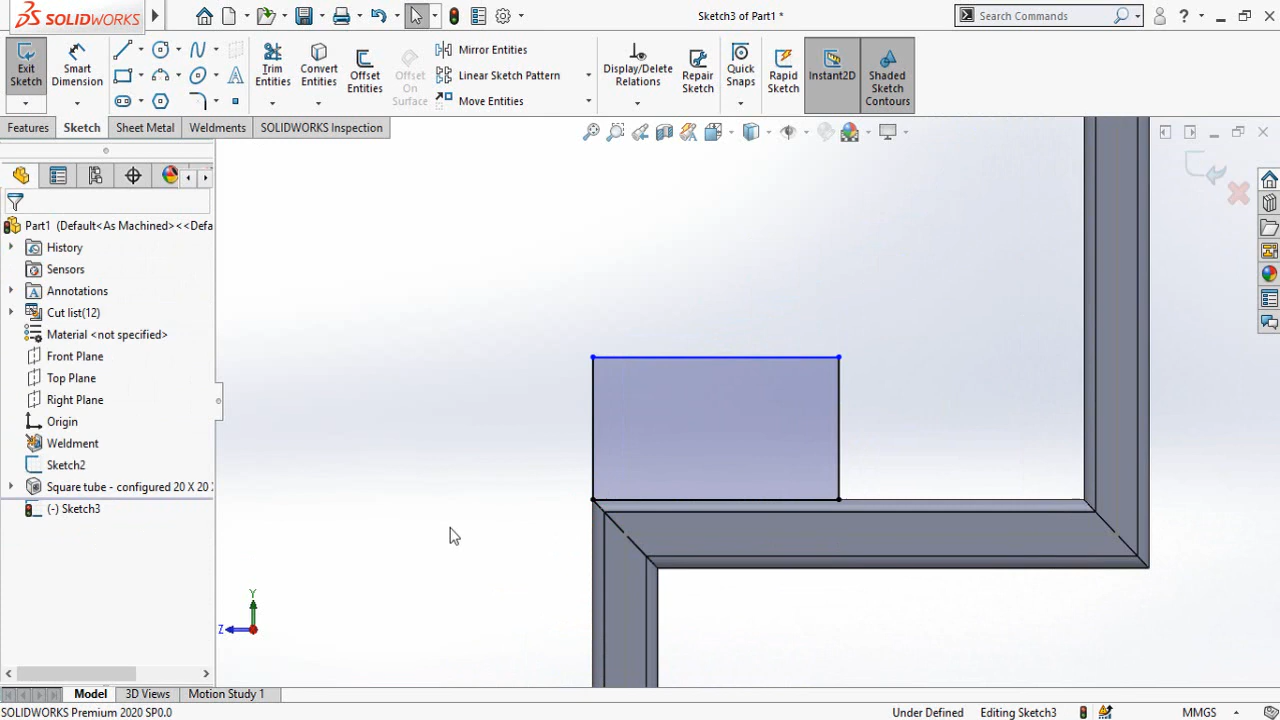 SOLIDWORKS
Sketch3 of Part1 *
Search Commands
?
Exit Sketch
Smart Dimension
Trim Entities
Convert Entities
Offset Entities
Offset On Surface
Mirror Entities
Linear Sketch Pattern
Move Entities
Display/Delete Relations
Repair Sketch
Quick Snaps
Rapid Sketch
Instant2D
Shaded Sketch Contours
Features
Sketch
Sheet Metal
Weldments
SOLIDWORKS Inspection
Part1 (Default<As Machined><<Defa
History
Sensors
Annotations
Cut list(12)
Material <not specified>
Front Plane
Top Plane
Right Plane
Origin
Weldment
Sketch2
Square tube - configured 20 X 20
(-) Sketch3
Y
Z
Model
3D Views
Motion Study 1
SOLIDWORKS Premium 2020 SP0.0
Under Defined
Editing Sketch3
MMGS